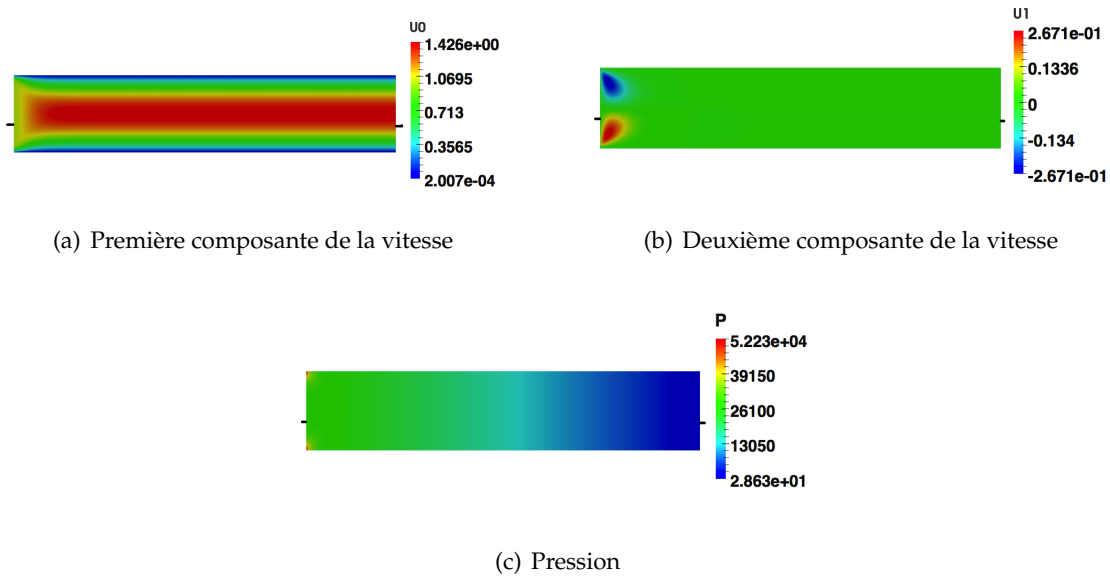 U0
1.426e+00
1.0695
0.713
0.3565
2.007e-04
U1
2.671e-01
0.1336
0
-0.134
-2.671e-01
(a) Première composante de la vitesse
(b) Deuxième composante de la vitesse
P
5.223e+04
39150
26100
13050
2.863e+01
(c) Pression